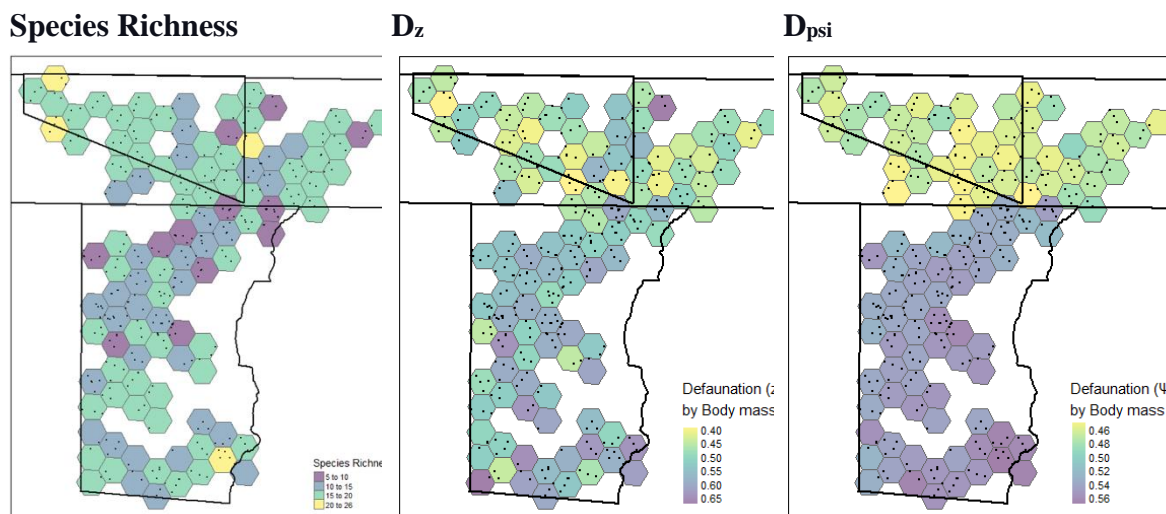 Species Richness
D_z
D_psi
Species Richne
5 to 10
10 to 15
15 to 20
20 to 26
Defaunation (z
by Body mass
0.40
0.45
0.50
0.55
0.60
0.65
Defaunation (Ψ
by Body mass
0.46
0.48
0.50
0.52
0.54
0.56